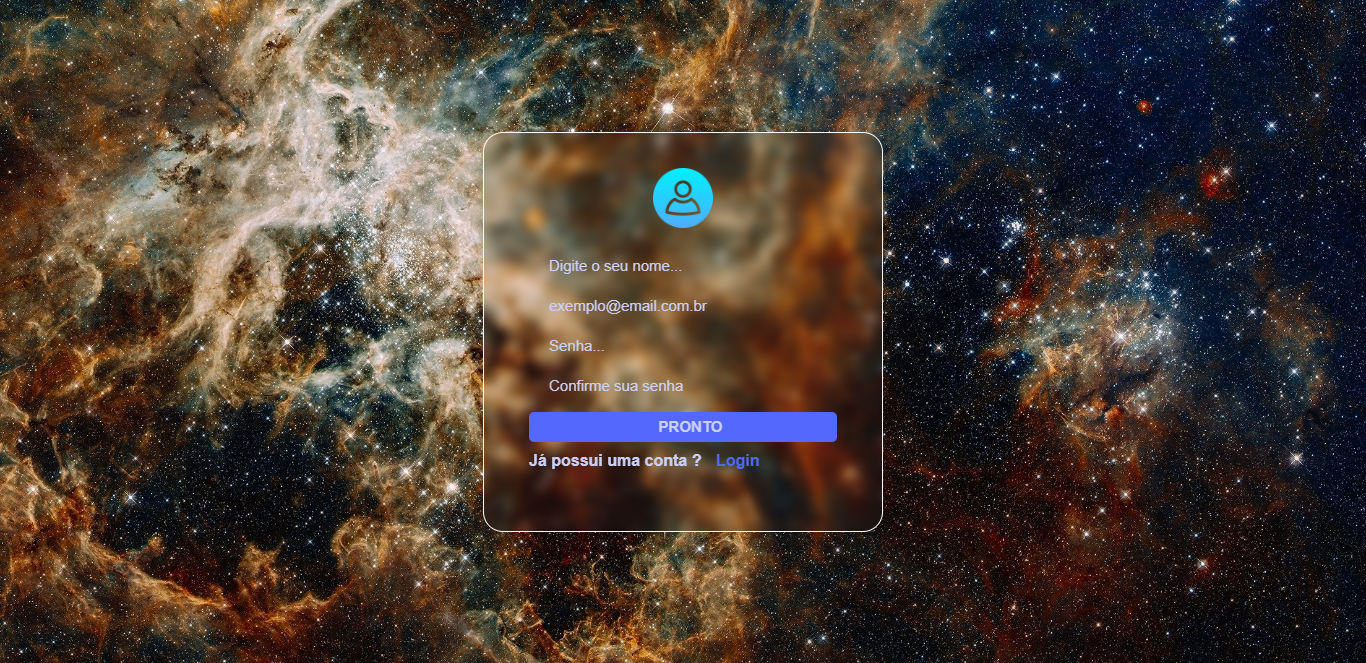 Digite o seu nome...
exemplo@email.com.br
Senha...
Confirme sua senha
PRONTO
Já possui uma conta ? Login